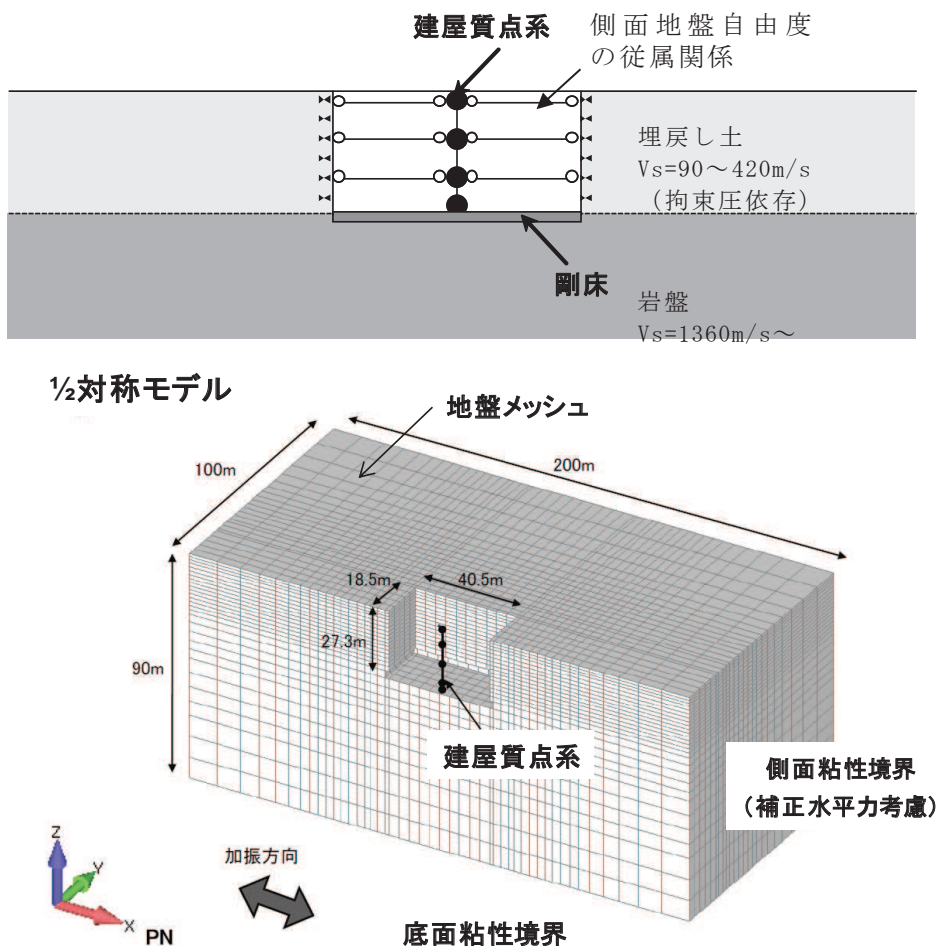 建屋質点系
側面地盤自由度
の従属関係
埋戻し土
Vs=90～420m/s
（拘束圧依存）
剛床
岩盤
Vs=1360m/s～
½対称モデル
地盤メッシュ
100m
200m
18.5m
40.5m
27.3m
90m
建屋質点系
側面粘性境界
（補正水平力考慮）
Z
Y
X
PN
加振方向
底面粘性境界